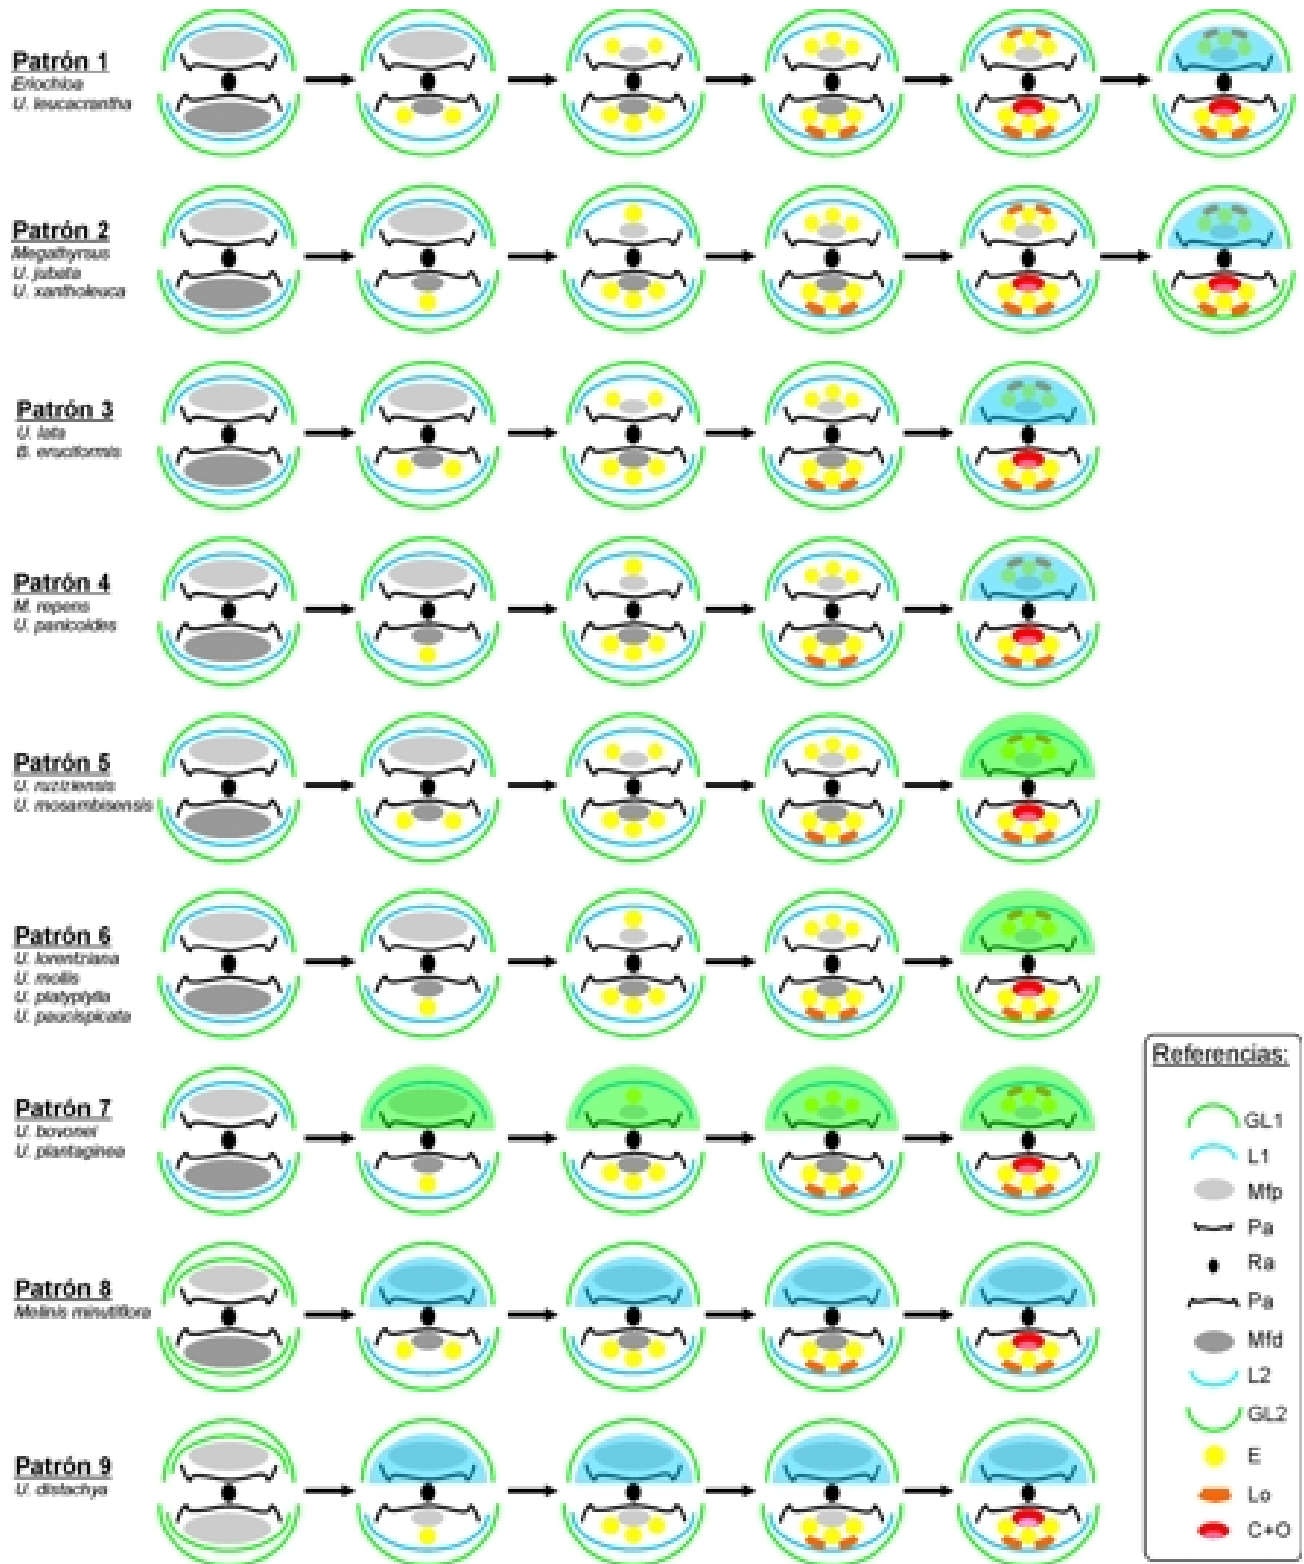 Patrón 1
Eriochloa
U. leucacrantha
Patrón 2
Megathyrsus
U. jubata
U. xantholeuca
Patrón 3
U. lata
B. eruciformis
Patrón 4
M. repens
U. panicoides
Patrón 5
U. ruziziensis
U. mosambisensis
Patrón 6
U. lorentziana
U. mollis
U. platyplylla
U. paucispicata
Patrón 7
U. bovonei
U. plantaginea
Patrón 8
Melinis minutiflora
Patrón 9
U. distachya
Referencias:
GL1
L1
Mfp
Pa
Ra
Pa
Mfd
L2
GL2
E
Lo
C+O